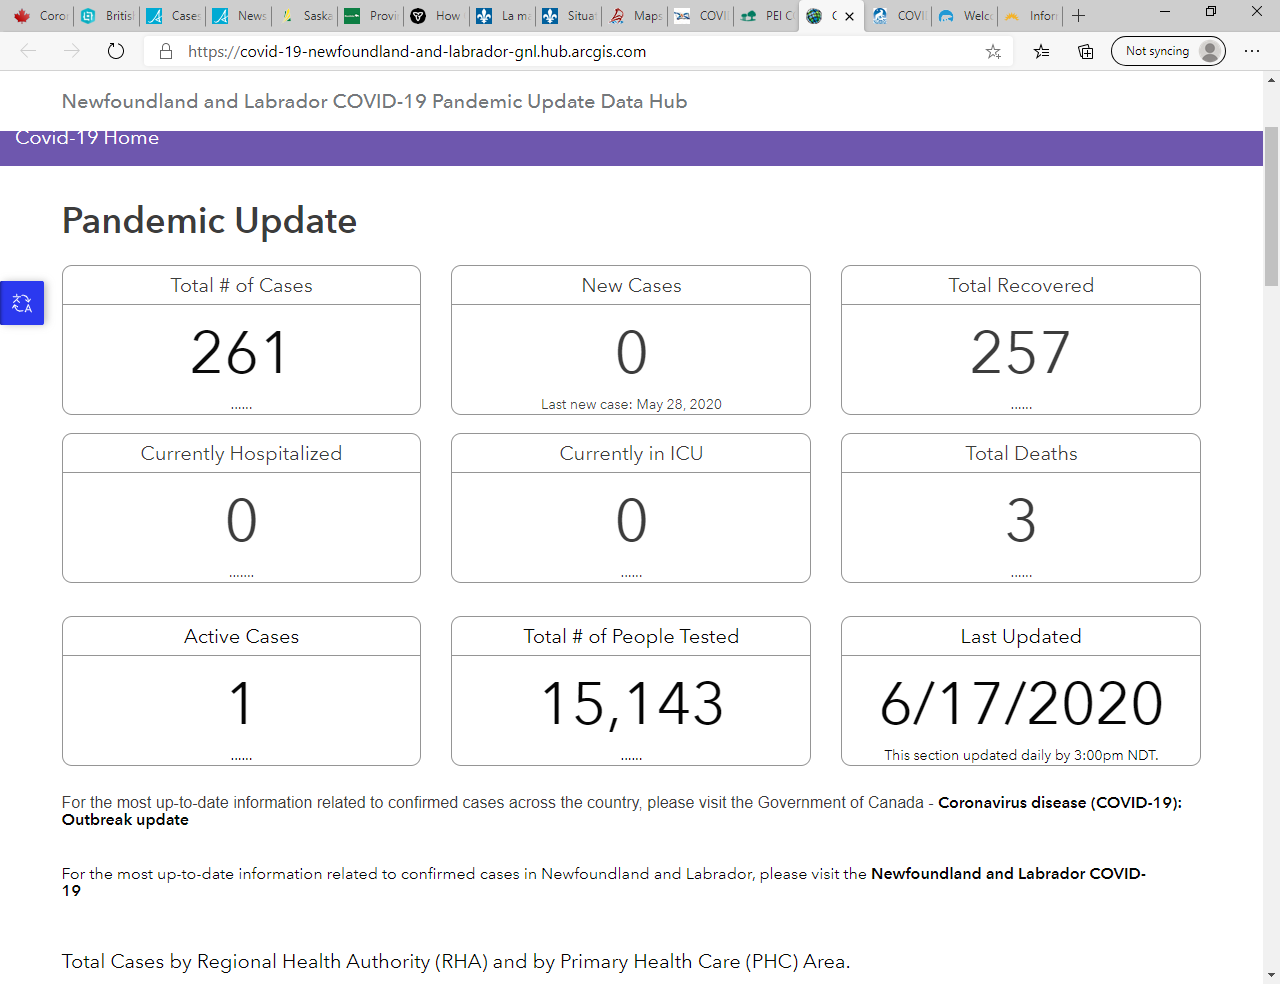 Coror
Britisl
Case:
News
Saska
Provi
How
La ma
Situat
Maps
COVI
PEI C
COVI
Welco
Infor
https://covid-19-newfoundland-and-labrador-gnl.hub.arcgis.com
Not syncing
Newfoundland and Labrador COVID-19 Pandemic Update Data Hub
Covid-19 Home
Pandemic Update
Total # of Cases
261
......
New Cases
0
Last new case: May 28, 2020
Total Recovered
257
......
Currently Hospitalized
0
.......
Currently in ICU
0
......
Total Deaths
3
......
Active Cases
1
......
Total # of People Tested
15,143
......
Last Updated
6/17/2020
This section updated daily by 3:00pm NDT.
For the most up-to-date information related to confirmed cases across the country, please visit the Government of Canada - Coronavirus disease (COVID-19):
Outbreak update
For the most up-to-date information related to confirmed cases in Newfoundland and Labrador, please visit the Newfoundland and Labrador COVID-
19
Total Cases by Regional Health Authority (RHA) and by Primary Health Care (PHC) Area.